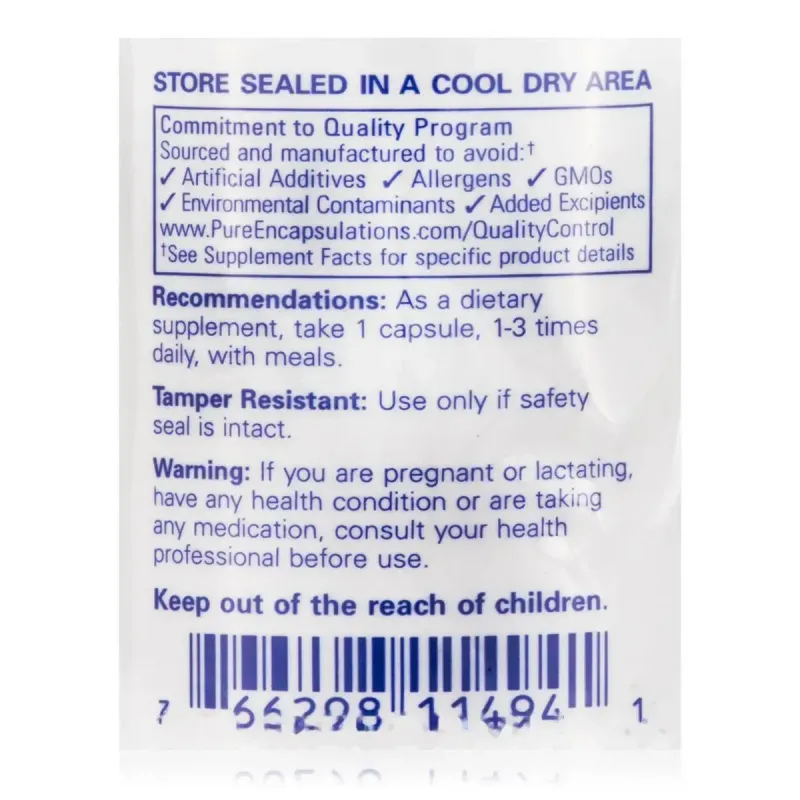 STORE SEALED IN A COOL DRY AREA
Commitment to Quality Program
Sourced and manufactured to avoid:†
✓ Artificial Additives ✓ Allergens ✓ GMOs
✓ Environmental Contaminants ✓ Added Excipients
www.PureEncapsulations.com/QualityControl
†See Supplement Facts for specific product details
Recommendations: As a dietary
supplement, take 1 capsule, 1-3 times
daily, with meals.
Tamper Resistant: Use only if safety
seal is intact.
Warning: If you are pregnant or lactating,
have any health condition or are taking
any medication, consult your health
professional before use.
Keep out of the reach of children.
7 66298 11494 1